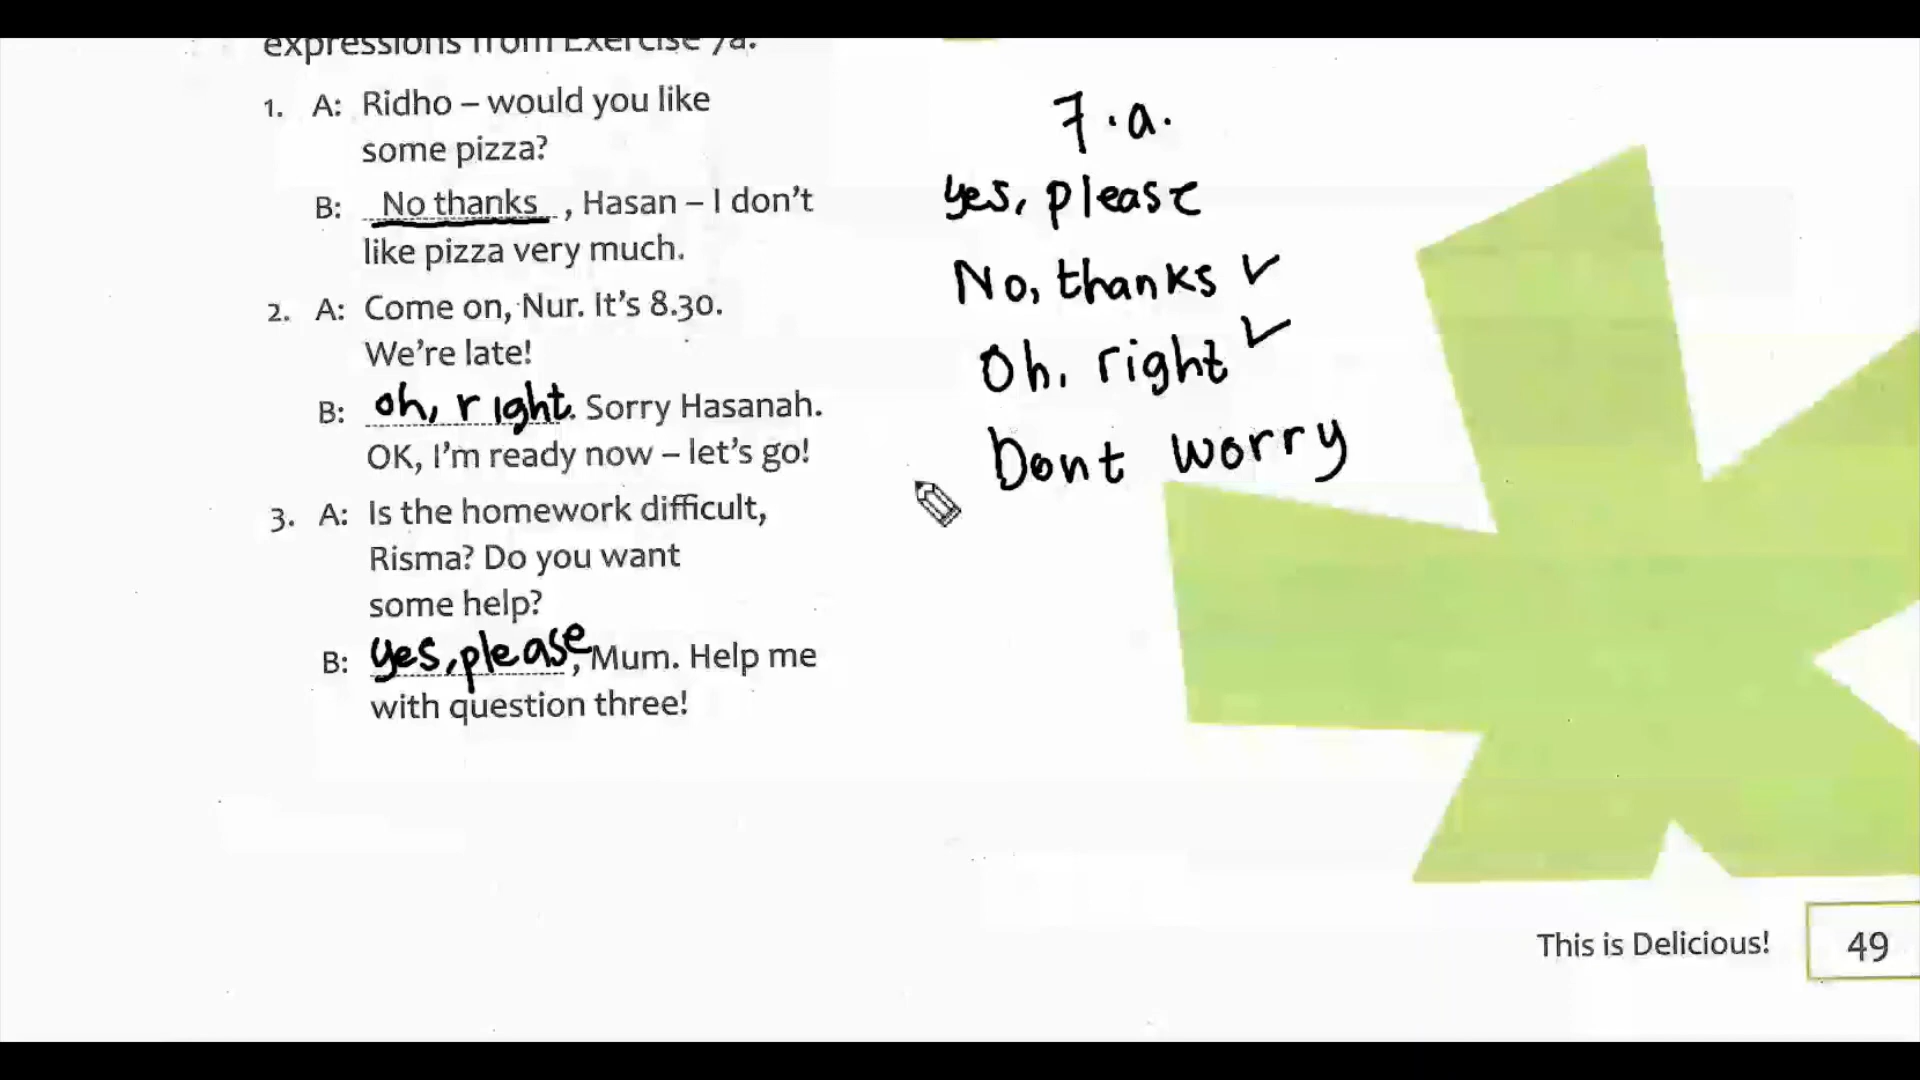 expressions from Exercise 7a.
1. A: Ridho – would you like
some pizza?
B: No thanks , Hasan – I don't
like pizza very much.
2. A: Come on, Nur. It's 8.30.
We're late!
B: oh, right. Sorry Hasanah.
OK, I'm ready now – let's go!
3. A: Is the homework difficult,
Risma? Do you want
some help?
B: yes, please, Mum. Help me
with question three!
7.a.
yes, please
No, thanks ✓
Oh, right ✓
Dont worry
This is Delicious! 49